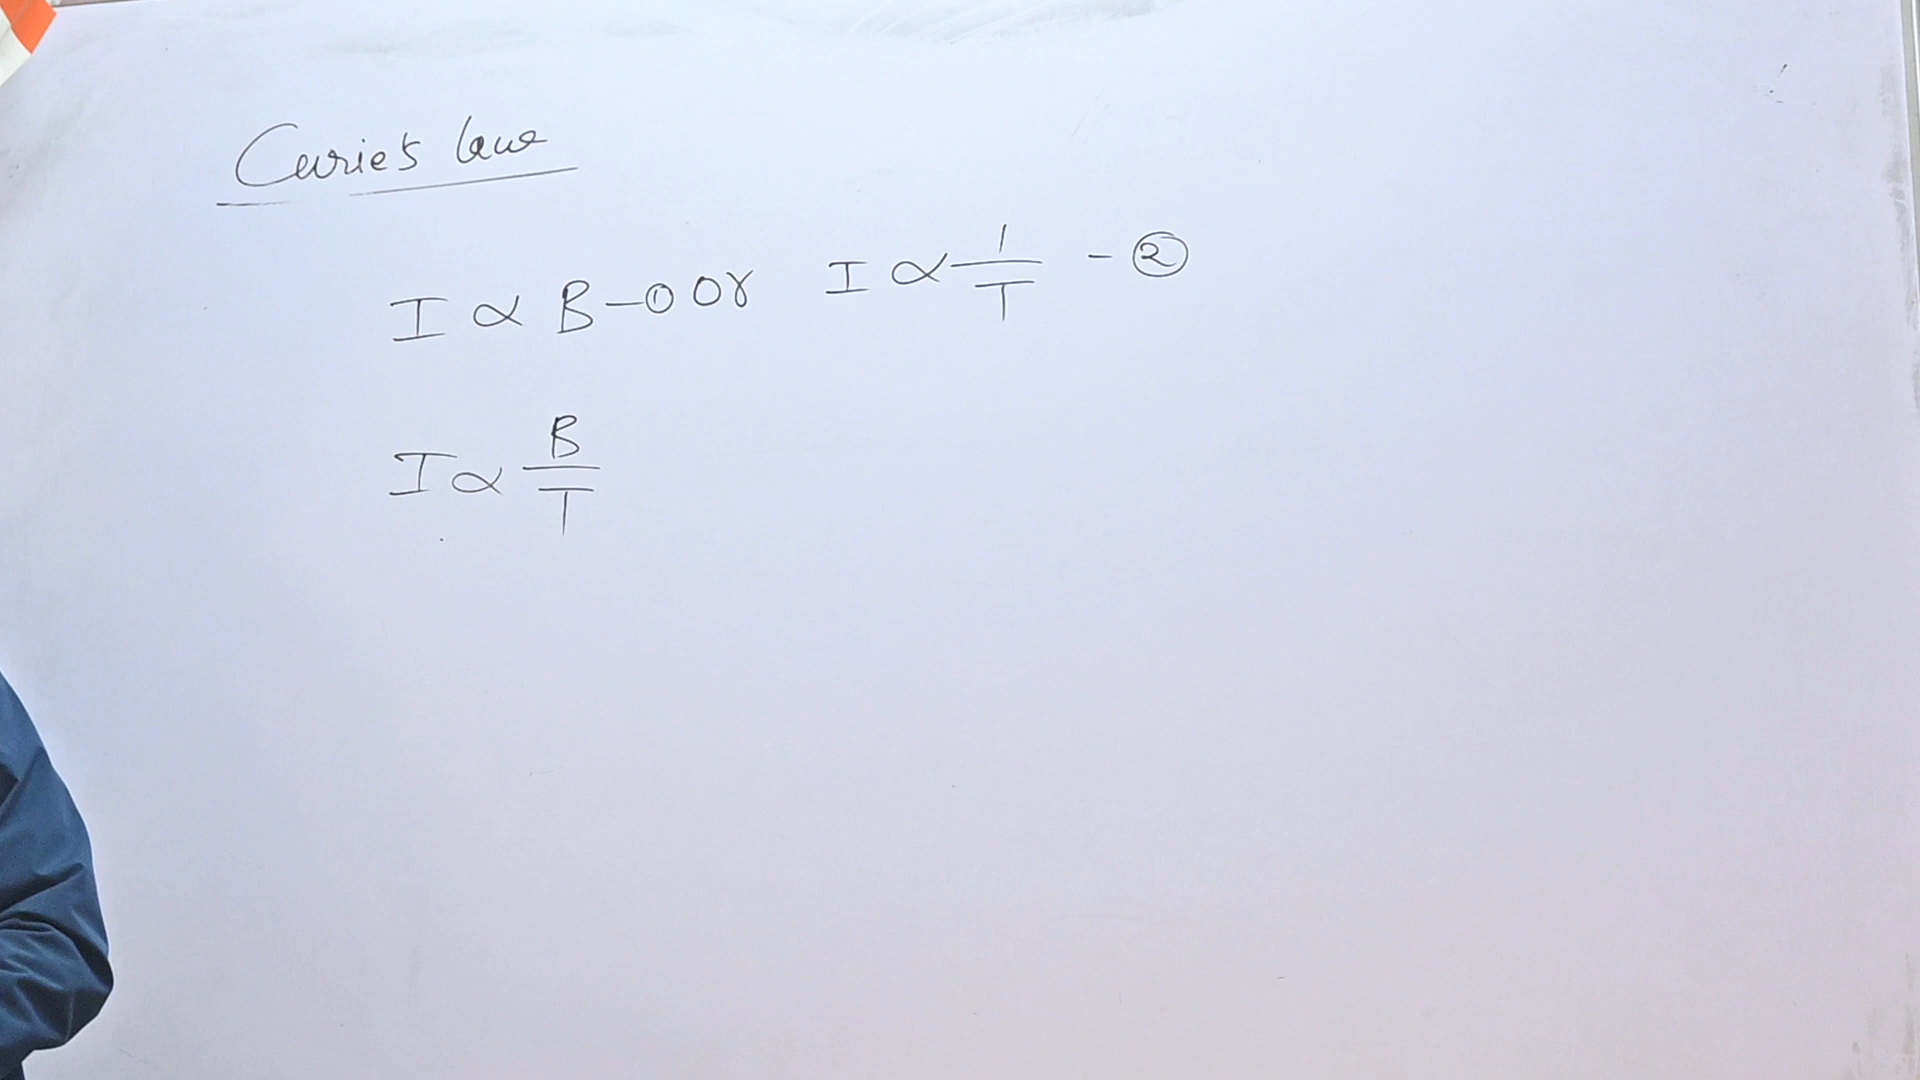 Curie's law
I ∝ B —① or I ∝ 1/T - ②
I ∝ B/T